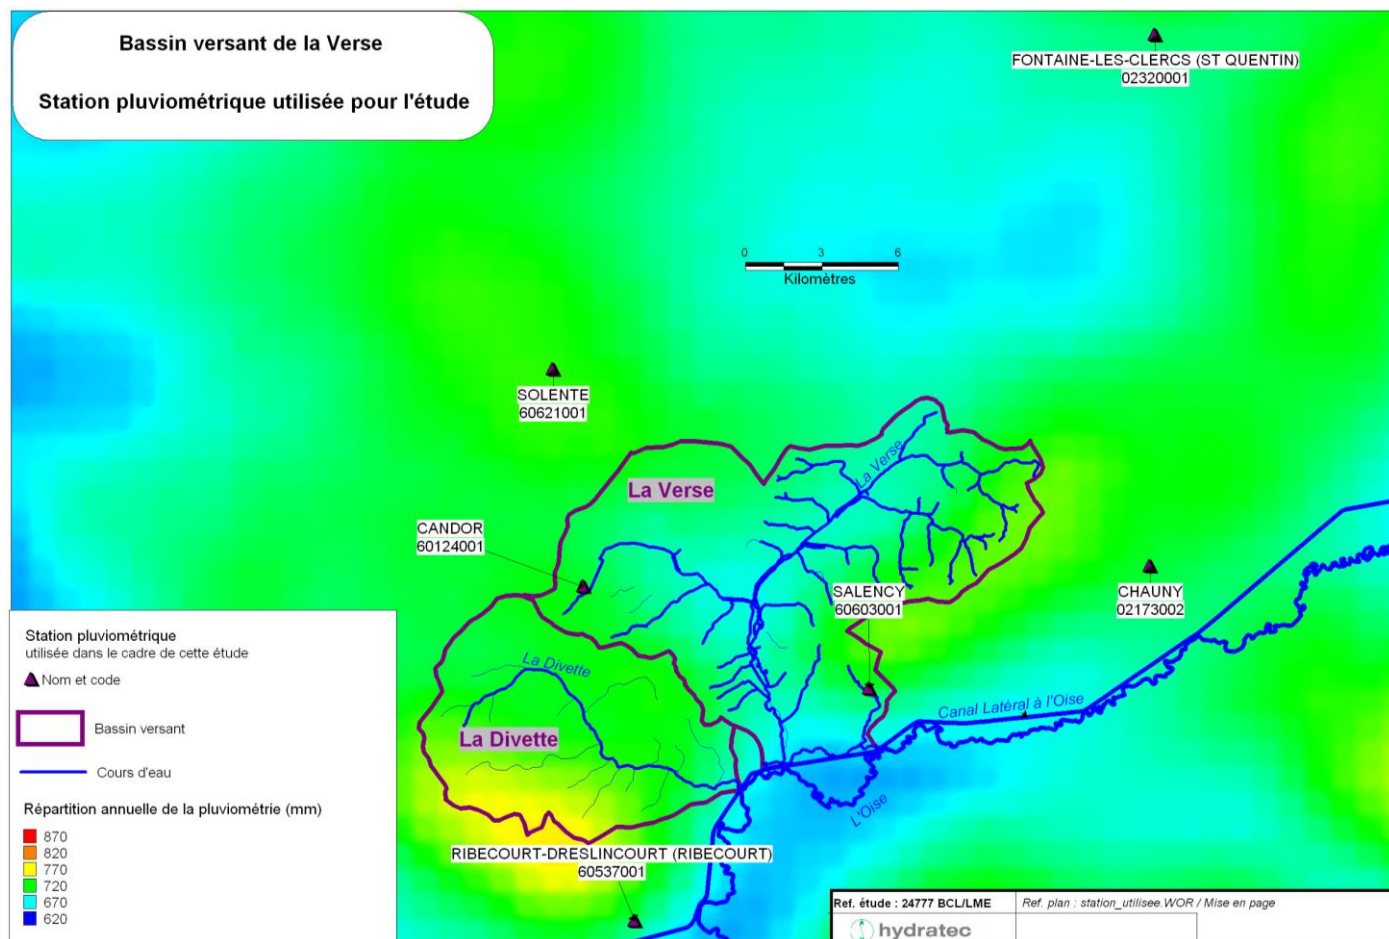 Bassin versant de la Verse
Station pluviométrique utilisée pour l'étude
FONTAINE-LES-CLERCS (ST QUENTIN)
02320001
0 3 6
Kilomètres
SOLENTE
60621001
La Verse
La Verse
CANDOR
60124001
SALENCY
60603001
CHAUNY
02173002
La Divette
La Divette
Canal Latéral à l'Oise
L'Oise
RIBECOURT-DRESLINCOURT (RIBECOURT)
60537001
Station pluviométrique
utilisée dans le cadre de cette étude
Nom et code
Bassin versant
Cours d'eau
Répartition annuelle de la pluviométrie (mm)
870
820
770
720
670
620
Ref. étude : 24777 BCL/LME
Ref. plan : station_utilisee.WOR / Mise en page
hydratec